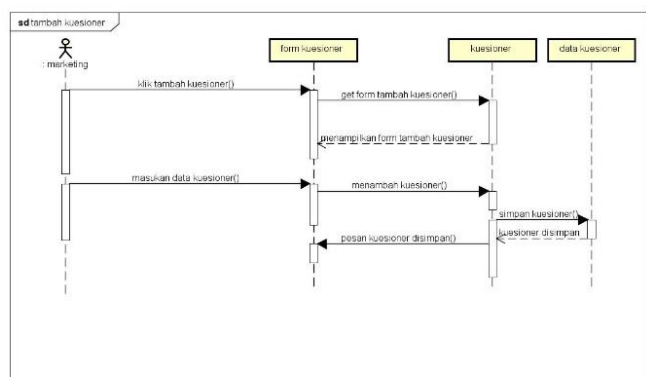 sd tambah kuesioner
: marketing
form kuesioner
kuesioner
data kuesioner
klik tambah kuesioner()
get form tambah kuesioner()
menampilkan form tambah kuesioner
masukan data kuesioner()
menambah kuesioner()
simpan kuesioner()
kuesioner disimpan
pesan kuesioner disimpan()